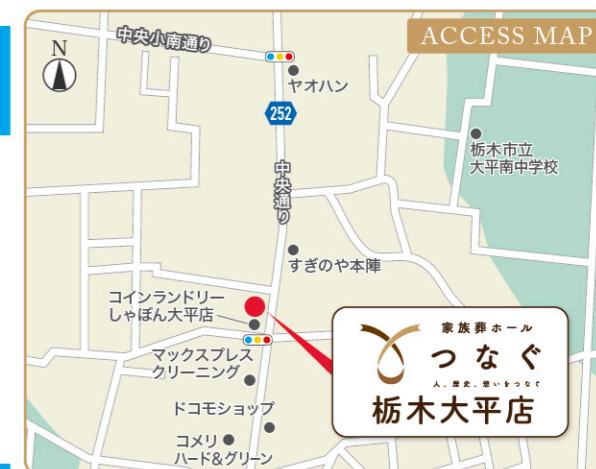 ACCESS MAP
N
中央小南通り
ヤオハン
252
栃木市立
大平南中学校
中央通り
すぎのや本陣
コインランドリー
しゃぼん大平店
マックスプレス
クリーニング
ドコモショップ
コメリ
ハード&グリーン
家族葬ホール
つなぐ
人、歴史、想いをつなぐ
栃木大平店